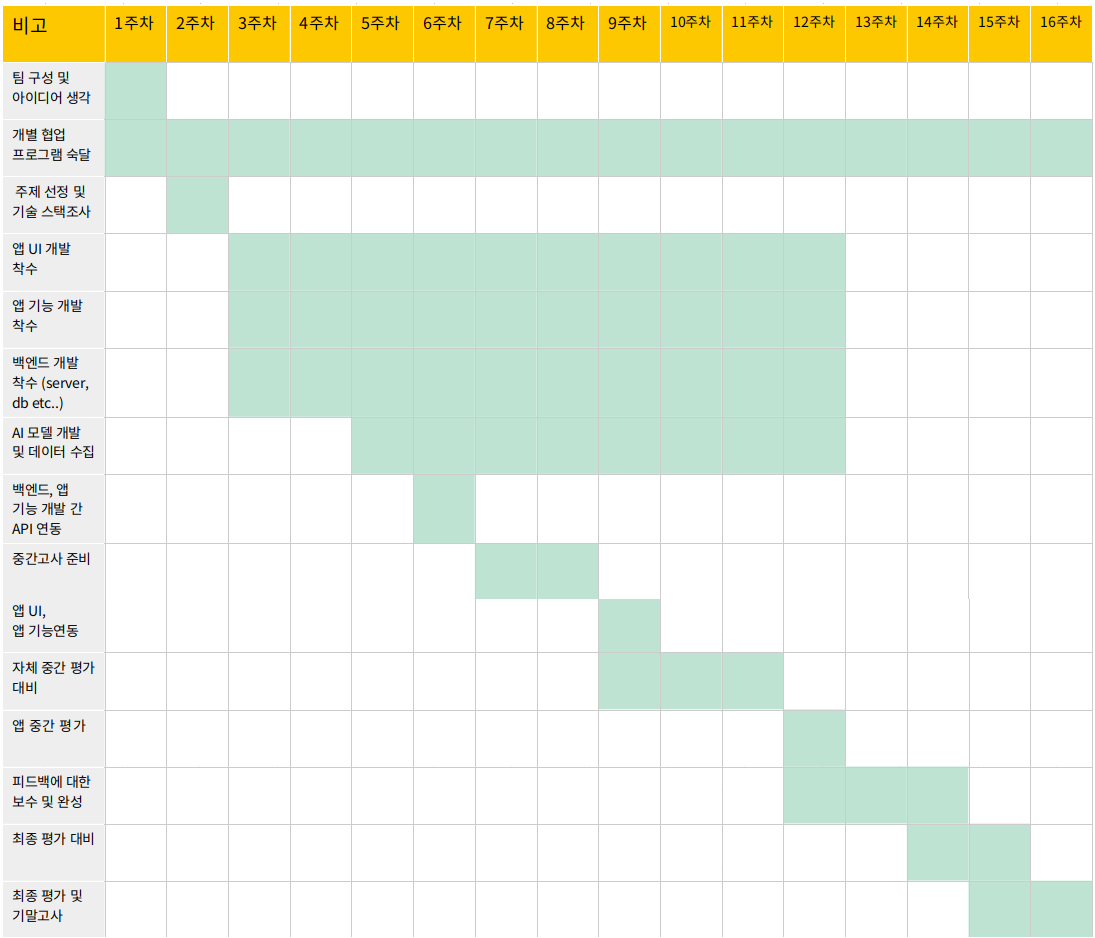 비고 1주차 2주차 3주차 4주차 5주차 6주차 7주차 8주차 9주차 10주차 11주차 12주차 13주차 14주차 15주차 16주차
팀 구성 및
아이디어 생각
개별 협업
프로그램 숙달
주제 선정 및
기술 스택조사
앱 UI 개발
착수
앱 기능 개발
착수
백엔드 개발
착수 (server,
db etc..)
AI 모델 개발
및 데이터 수집
백엔드, 앱
기능 개발 간
API 연동
중간고사 준비
앱 UI,
앱 기능연동
자체 중간 평가
대비
앱 중간 평가
피드백에 대한
보수 및 완성
최종 평가 대비
최종 평가 및
기말고사